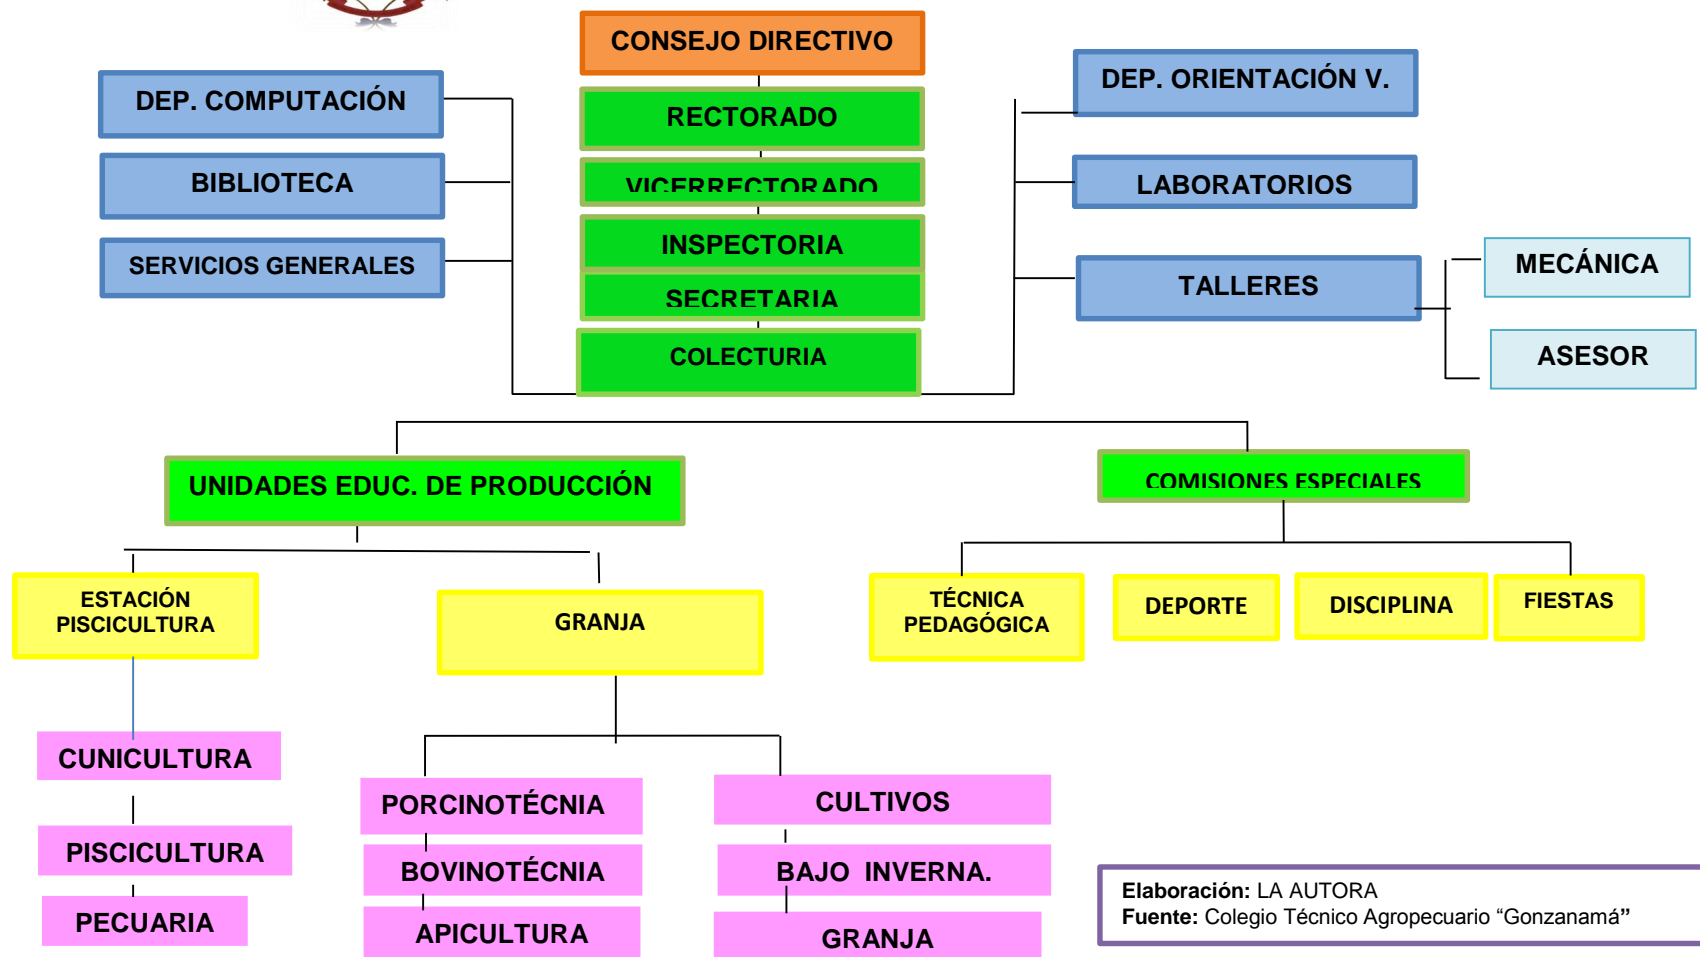 CONSEJO DIRECTIVO
DEP. COMPUTACIÓN
DEP. ORIENTACIÓN V.
RECTORADO
BIBLIOTECA
VICERRECTORADO
LABORATORIOS
SERVICIOS GENERALES
INSPECTORIA
MECÁNICA
SECRETARIA
TALLERES
COLECTURIA
ASESOR
UNIDADES EDUC. DE PRODUCCIÓN
COMISIONES ESPECIALES
ESTACIÓN
PISCICULTURA
GRANJA
TÉCNICA
PEDAGÓGICA
DEPORTE
DISCIPLINA
FIESTAS
CUNICULTURA
PISCICULTURA
PECUARIA
PORCINOTÉCNIA
BOVINOTÉCNIA
APICULTURA
CULTIVOS
BAJO INVERNA.
GRANJA
Elaboración: LA AUTORA
Fuente: Colegio Técnico Agropecuario “Gonzanamá”